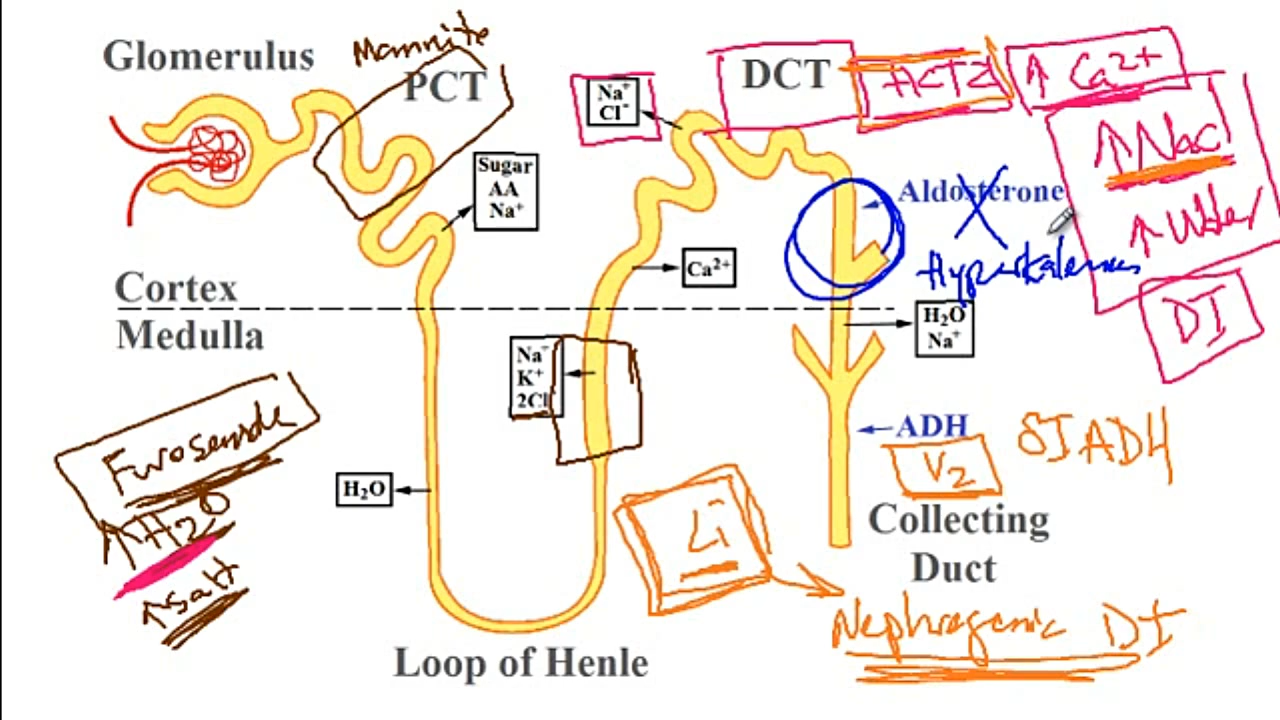 Glomerulus
Mannite
PCT
Na⁺
Cl⁻
DCT
HCTZ
↑ Ca²⁺
↑ NaCl
↑ Water
DI
Sugar
AA
Na⁺
Aldosterone
X
Hyperkalemia
Ca²⁺
Cortex
Medulla
H₂O
Na⁺
Na⁺
K⁺
2Cl
ADH
SIADH
V₂
Furosemide
↑ H₂O
↑ Salt
H₂O
Li
Collecting
Duct
Nephrogenic DI
Loop of Henle